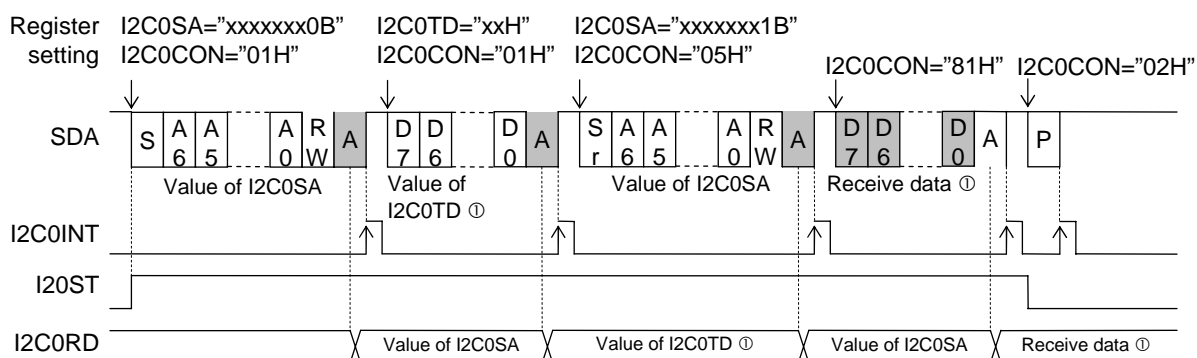 Register setting
I2C0SA="xxxxxxx0B"
I2C0CON="01H"
I2C0TD="xxH"
I2C0CON="01H"
I2C0SA="xxxxxxx1B"
I2C0CON="05H"
I2C0CON="81H"
I2C0CON="02H"
SDA
S A6 A5 A0 RW A D7 D6 D0 A Sr A6 A5 A0 RW A D7 D6 D0 A P
Value of I2C0SA
Value of
I2C0TD ①
Value of I2C0SA
Receive data ①
I2C0INT
I20ST
I2C0RD
Value of I2C0SA
Value of I2C0TD ①
Value of I2C0SA
Receive data ①